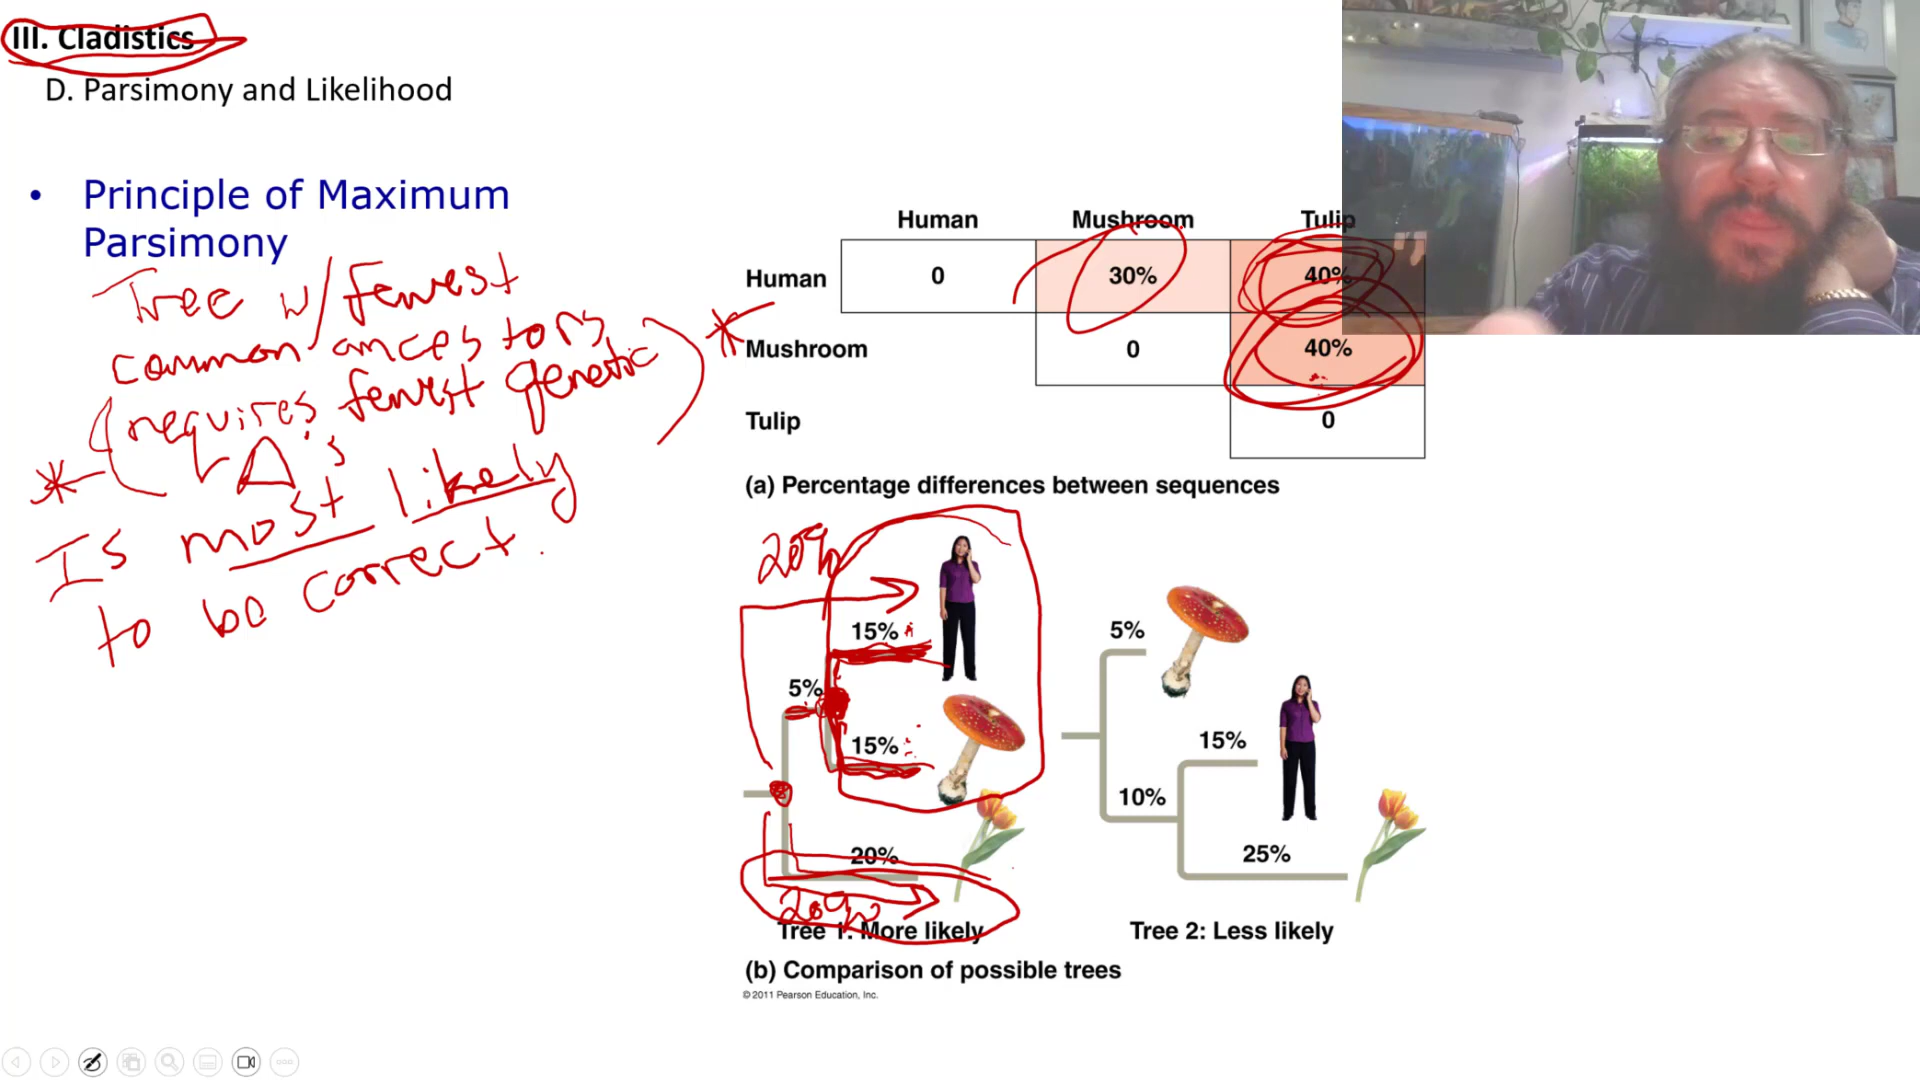 III. Cladistics
D. Parsimony and Likelihood
• Principle of Maximum
Parsimony
Tree w/ fewest
common ancestors
(requires fewest genetic
Δ's)
Is most likely
to be correct.
Human Mushroom Tulip
Human 0 30% 40%
Mushroom 0 40%
Tulip 0
(a) Percentage differences between sequences
20%
15%
5%
15%
20%
20%
Tree 1: More likely
5%
15%
10%
25%
Tree 2: Less likely
(b) Comparison of possible trees
© 2011 Pearson Education, Inc.